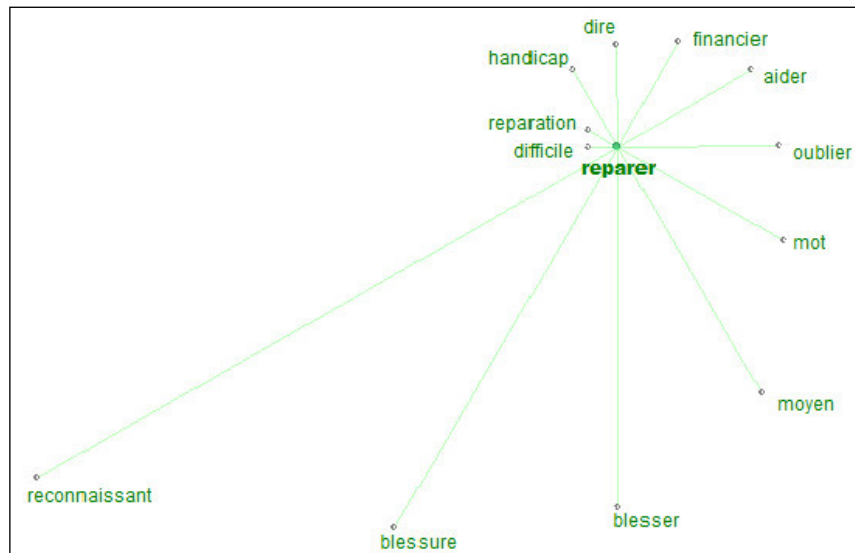 dire
financier
handicap
aider
reparation
difficile
oublier
reparer
mot
moyen
reconnaissant
blesser
blessure